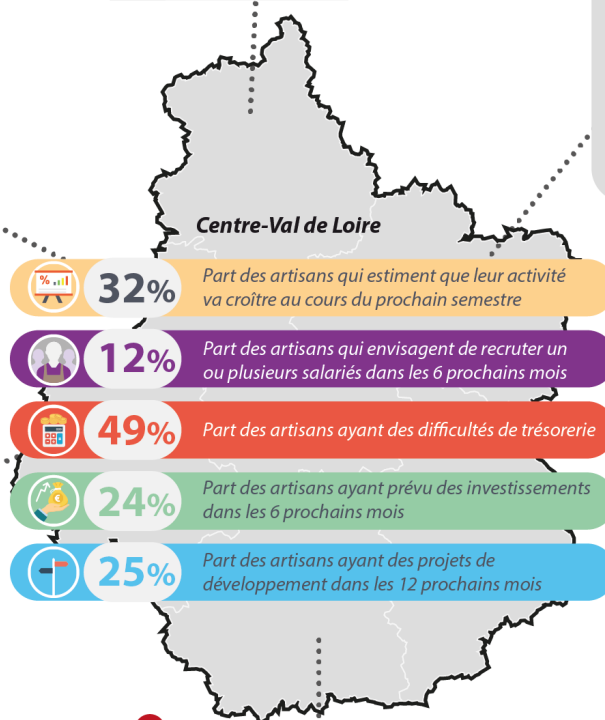 Centre-Val de Loire
32%
Part des artisans qui estiment que leur activité
va croître au cours du prochain semestre
12%
Part des artisans qui envisagent de recruter un
ou plusieurs salariés dans les 6 prochains mois
49%
Part des artisans ayant des difficultés de trésorerie
24%
Part des artisans ayant prévu des investissements
dans les 6 prochains mois
25%
Part des artisans ayant des projets de
développement dans les 12 prochains mois